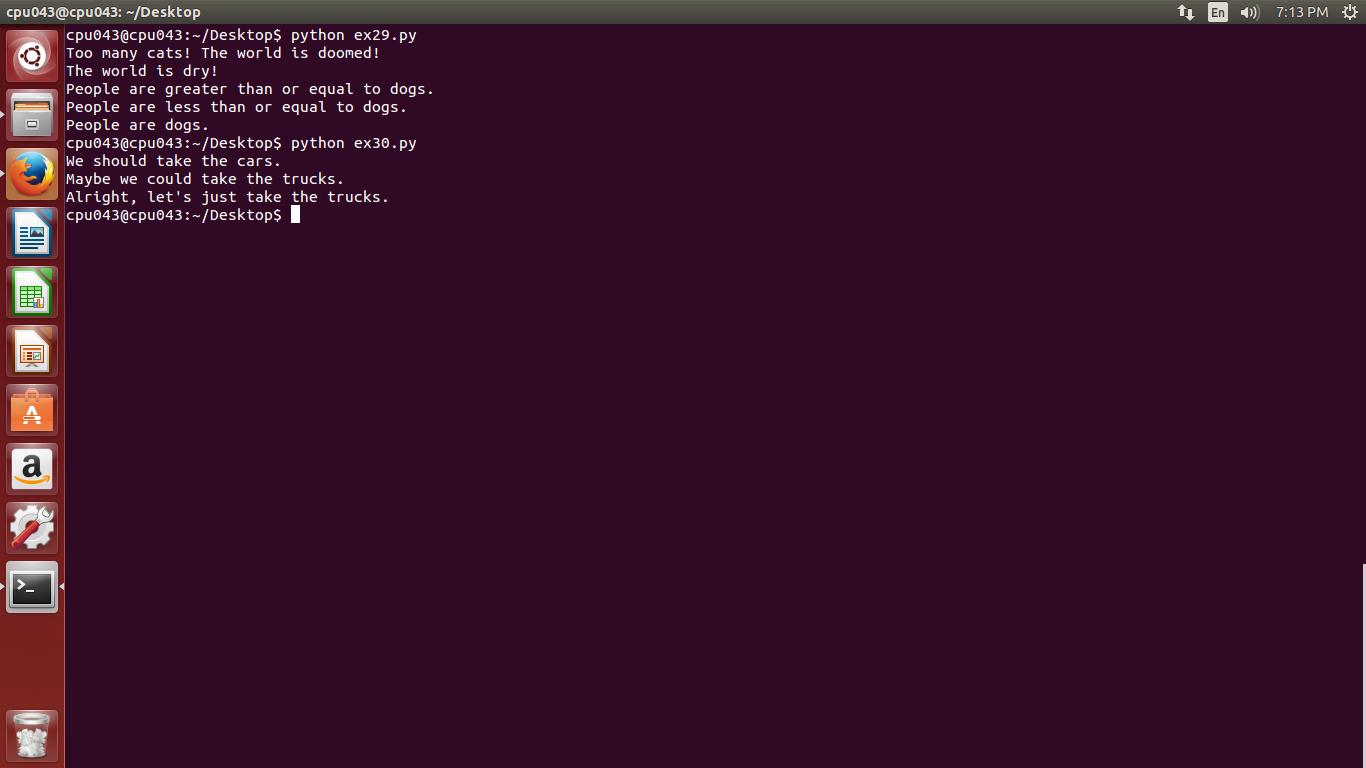 cpu043@cpu043: ~/Desktop
En
7:13 PM
cpu043@cpu043:~/Desktop$ python ex29.py
Too many cats! The world is doomed!
The world is dry!
People are greater than or equal to dogs.
People are less than or equal to dogs.
People are dogs.
cpu043@cpu043:~/Desktop$ python ex30.py
We should take the cars.
Maybe we could take the trucks.
Alright, let's just take the trucks.
cpu043@cpu043:~/Desktop$